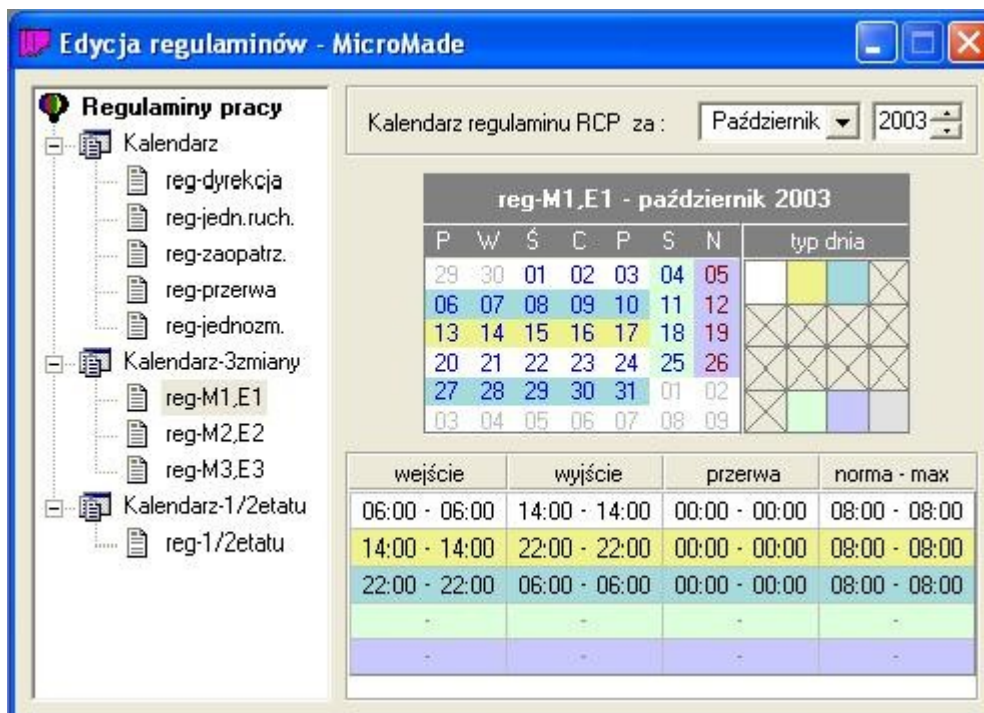 Edycja regulaminów - MicroMade
Regulaminy pracy
Kalendarz
reg-dyrekcja
reg-jedn.ruch.
reg-zaopatrz.
reg-przerwa
reg-jednozm.
Kalendarz-3zmiany
reg-M1,E1
reg-M2,E2
reg-M3,E3
Kalendarz-1/2etatu
reg-1/2etatu
Kalendarz regulaminu RCP za : Październik 2003
reg-M1,E1 - październik 2003
P W Ś C P S N typ dnia
29 30 01 02 03 04 05
06 07 08 09 10 11 12
13 14 15 16 17 18 19
20 21 22 23 24 25 26
27 28 29 30 31 01 02
03 04 05 06 07 08 09
wejście wyjście przerwa norma - max
06:00 - 06:00 14:00 - 14:00 00:00 - 00:00 08:00 - 08:00
14:00 - 14:00 22:00 - 22:00 00:00 - 00:00 08:00 - 08:00
22:00 - 22:00 06:00 - 06:00 00:00 - 00:00 08:00 - 08:00
- - - -
- - - -